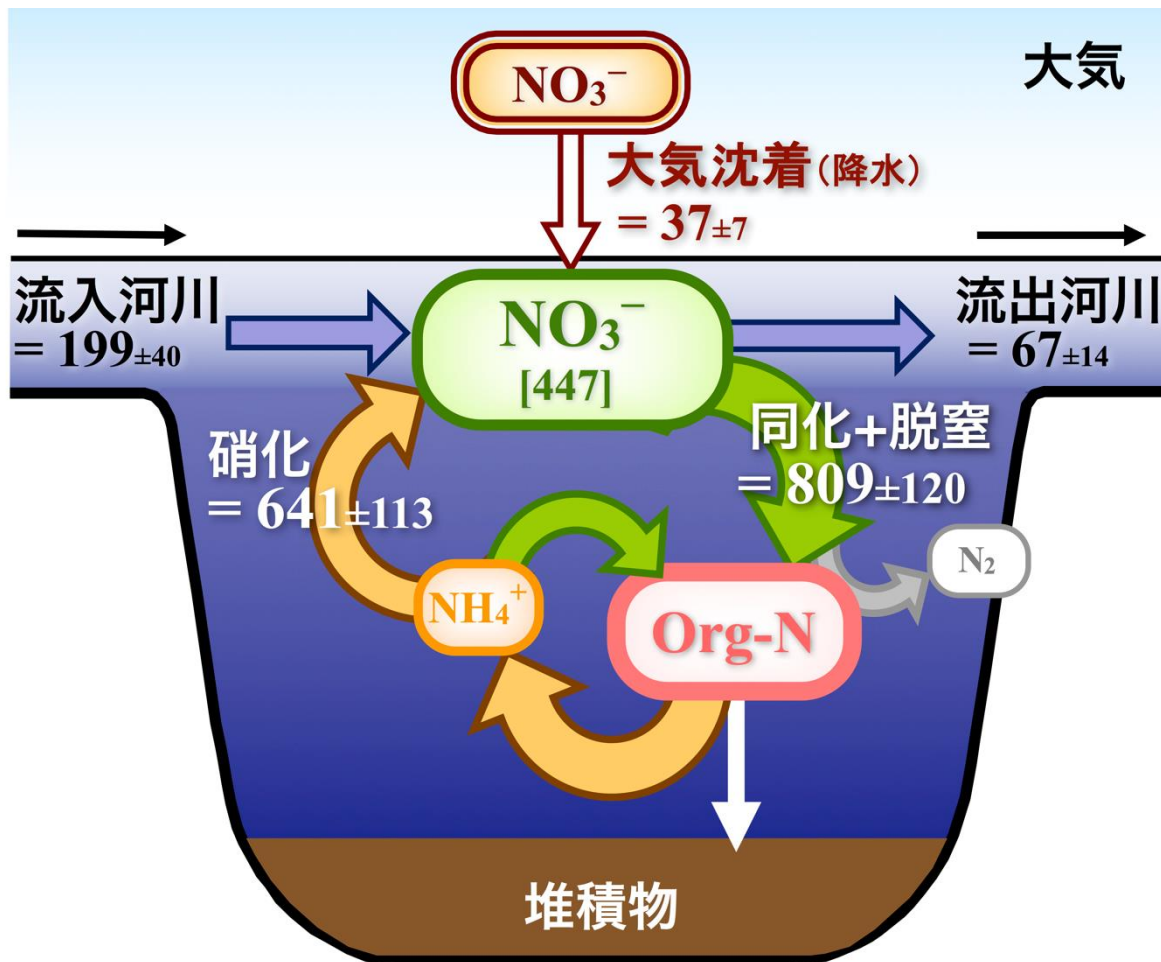 大気
NO₃⁻
大気沈着(降水)
= 37±7
流入河川
= 199±40
NO₃⁻
[447]
流出河川
= 67±14
硝化
= 641±113
同化+脱窒
= 809±120
N₂
NH₄⁺
Org-N
堆積物